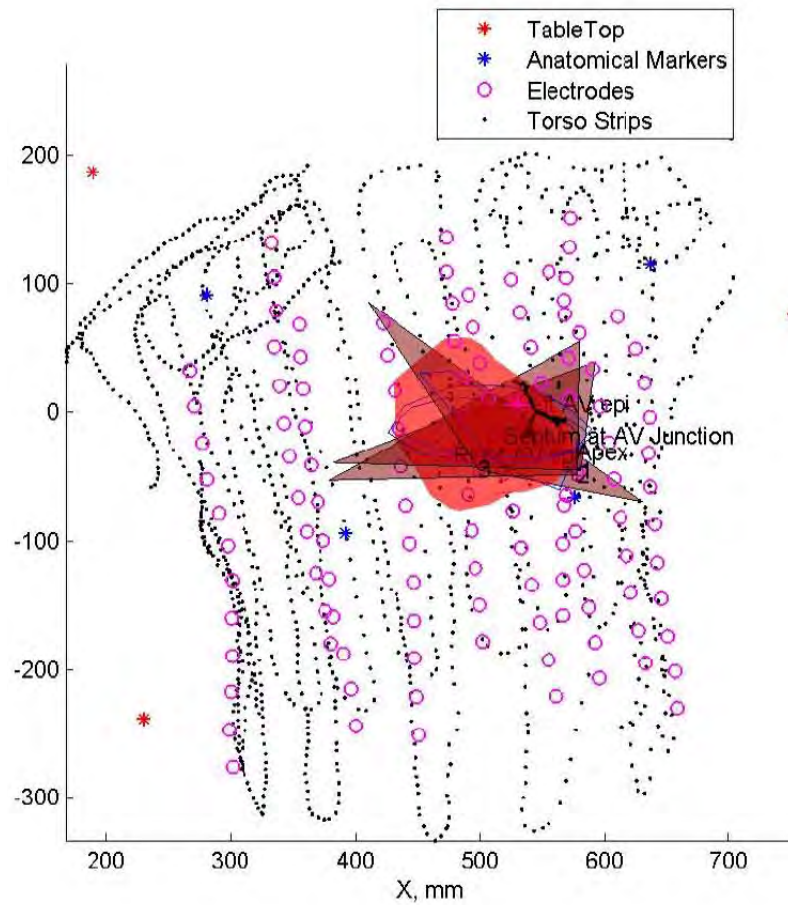 TableTop
Anatomical Markers
Electrodes
Torso Strips
200
100
0
-100
-200
-300
AV epi
Septum at AV Junction
Apex
200
300
400
500
600
700
X, mm